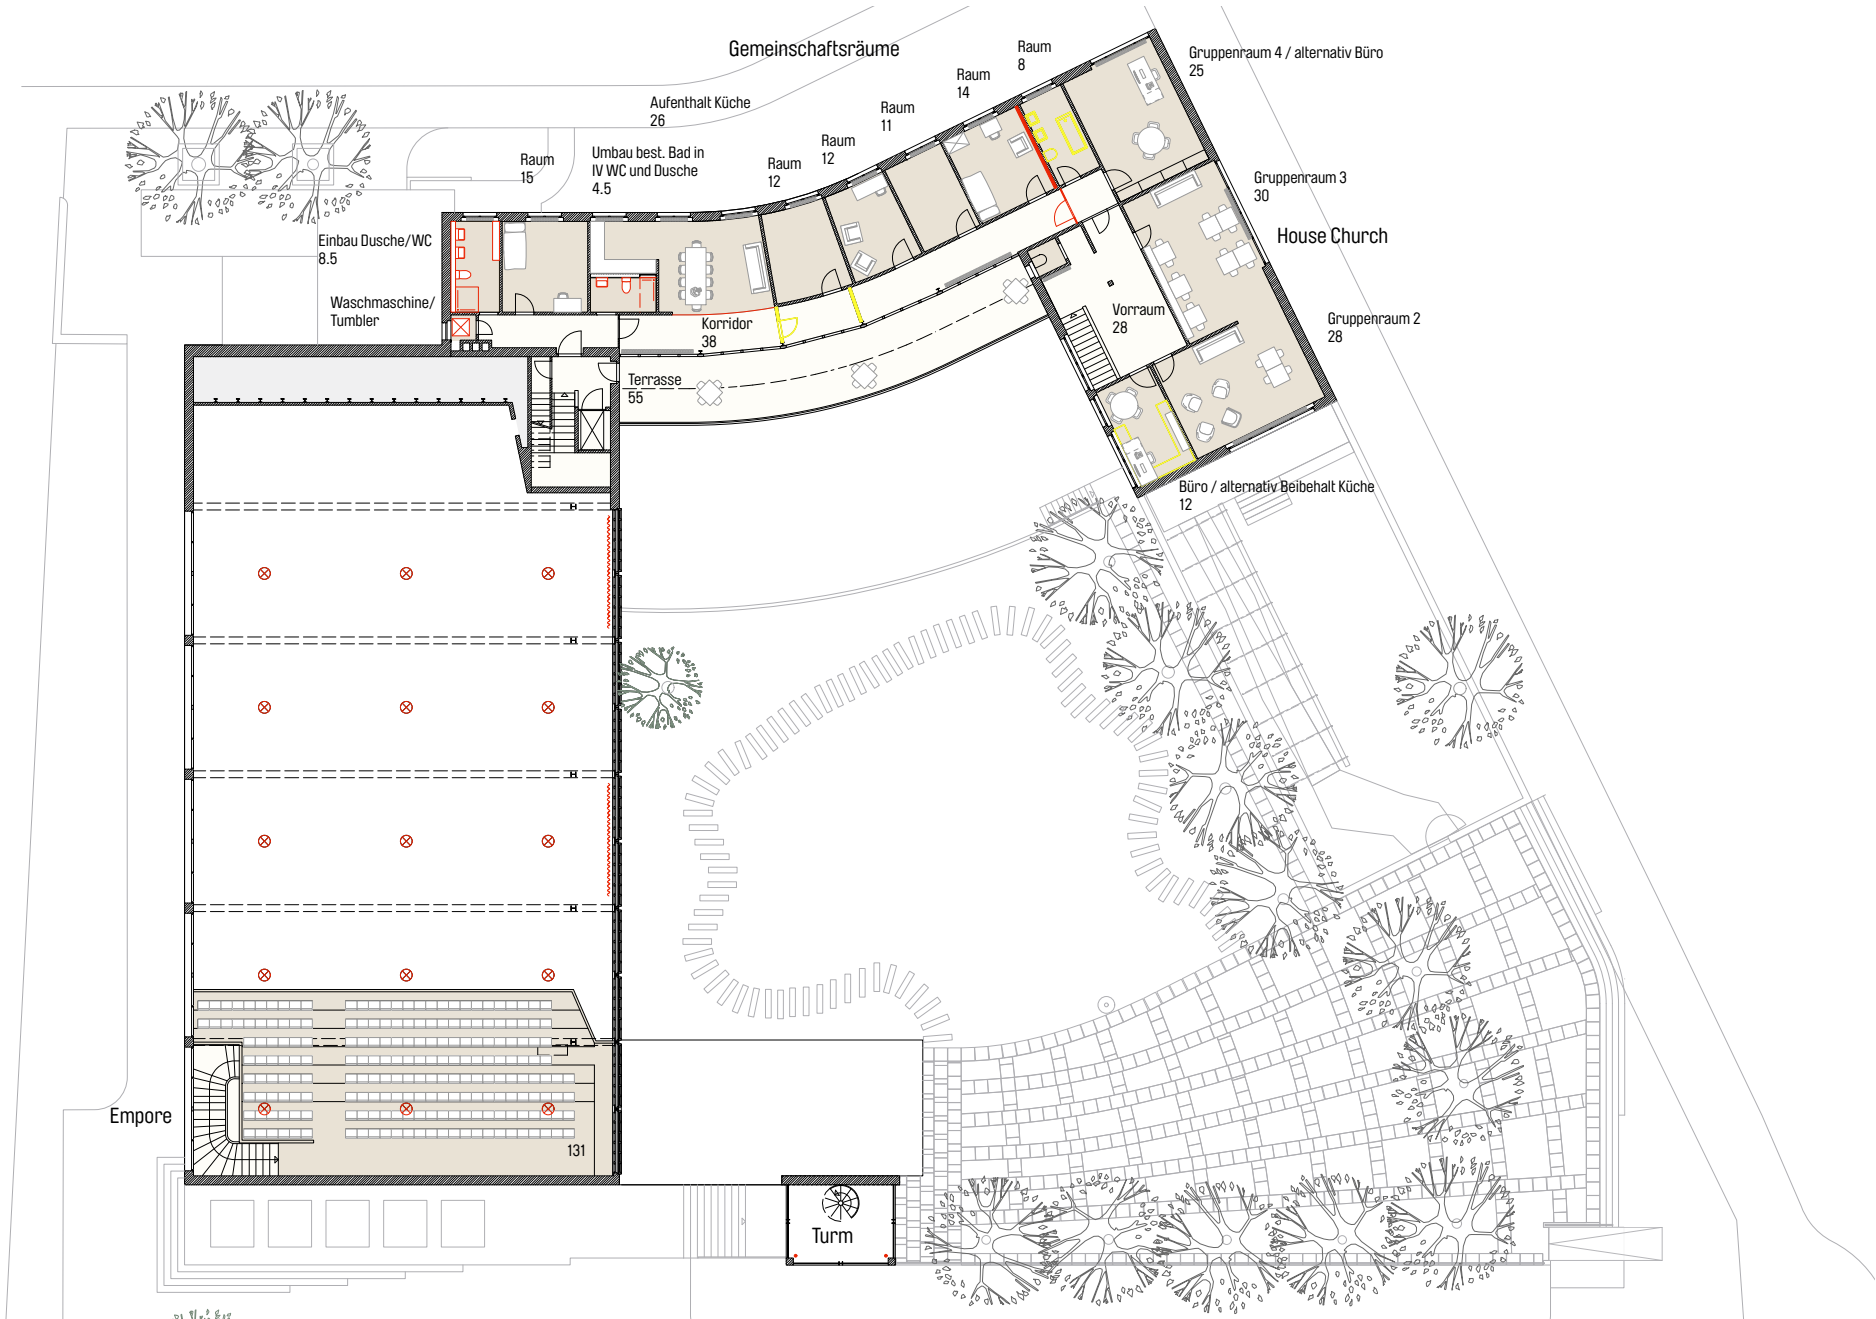 Gemeinschaftsräume
Raum
8
Gruppenraum 4 / alternativ Büro
25
Raum
14
Aufenthalt Küche
26
Raum
11
Raum
12
Umbau best. Bad in
IV WC und Dusche
4.5
Raum
15
Raum
12
Gruppenraum 3
30
House Church
Einbau Dusche/WC
8.5
Waschmaschine/
Tumbler
Korridor
38
Vorraum
28
Gruppenraum 2
28
Terrasse
55
Büro / alternativ Beibehalt Küche
12
Empore
131
Turm